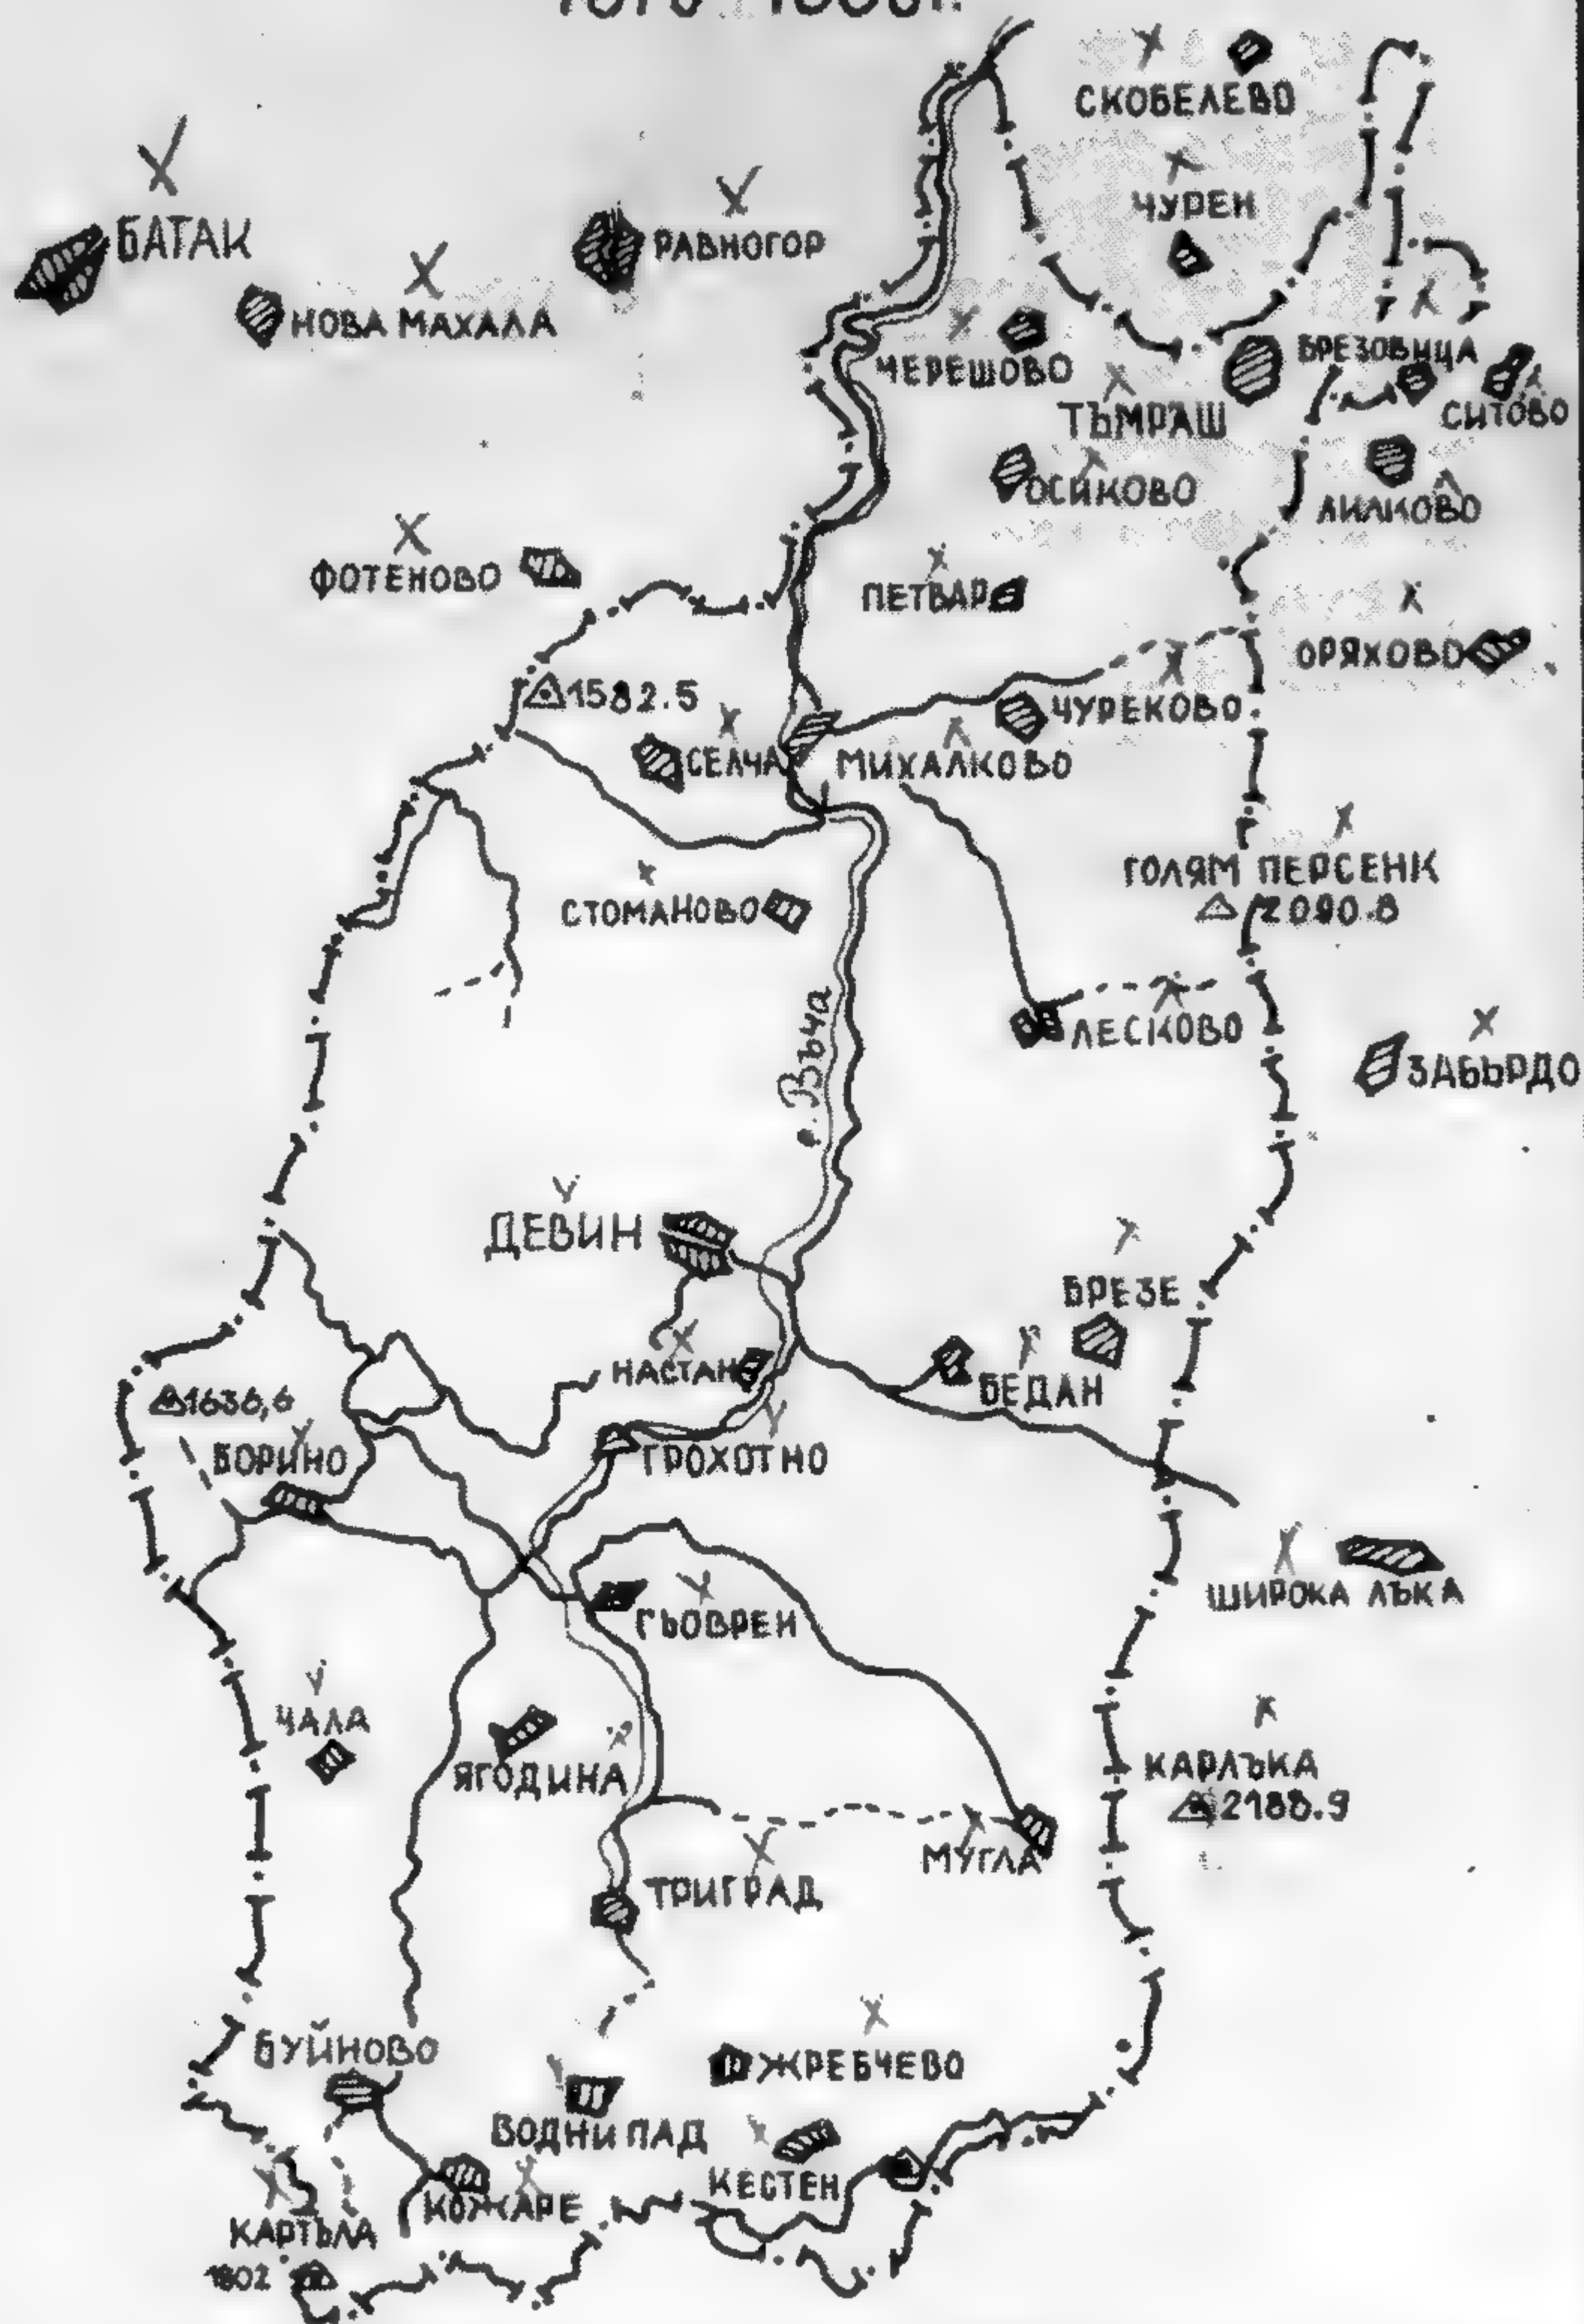 СКОБЕЛЕВО
ЧУРЕН
БАТАК
РАВНОГОР
НОВА МАХАЛА
ЧЕРЕШОВО
БРЕЗОВИЦА
ТЪМРАШ
СИТОВО
ОСИКОВО
ЛИЛКОВО
ФОТЕНОВО
ПЕТВАР
ОРЯХОВО
1582.5
ЧУРЕКОВО
СЕЛЧА
МИХАЛКОВО
ГОЛЯМ ПЕРСЕНК
2090.8
СТОМАНОВО
ЛЕСКОВО
ЗАБЬРДО
р. Въча
ДЕВИН
БРЕЗЕ
НАСТАН
БЕДАН
1636,6
БОРИНО
ГРОХОТНО
ШИРОКА ЛЪКА
ГЬОВРЕН
ЧАЛА
ЯГОДИНА
КАРЛЪКА
2188.9
МУГЛА
ТРИГРАД
БУЙНОВО
ЖРЕБЧЕВО
ВОДНИ ПАД
КЕСТЕН
КОЖАРЕ
КАРТЪЛА
1802